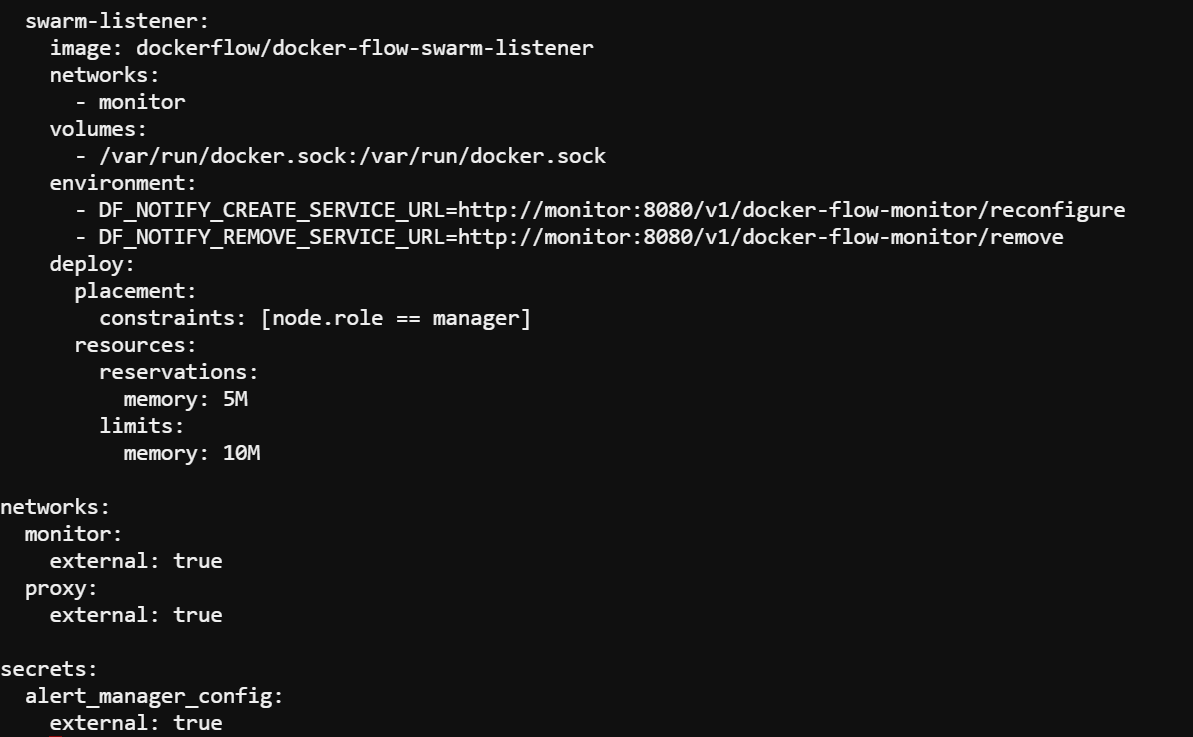 swarm-listener:
    image: dockerflow/docker-flow-swarm-listener
    networks:
      - monitor
    volumes:
      - /var/run/docker.sock:/var/run/docker.sock
    environment:
      - DF_NOTIFY_CREATE_SERVICE_URL=http://monitor:8080/v1/docker-flow-monitor/reconfigure
      - DF_NOTIFY_REMOVE_SERVICE_URL=http://monitor:8080/v1/docker-flow-monitor/remove
    deploy:
      placement:
        constraints: [node.role == manager]
      resources:
        reservations:
          memory: 5M
        limits:
          memory: 10M

networks:
  monitor:
    external: true
  proxy:
    external: true

secrets:
  alert_manager_config:
    external: true